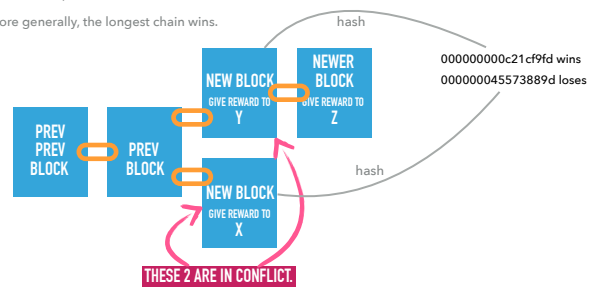 ore generally, the longest chain wins.
hash
000000000c21cf9fd wins
000000045573889d loses
NEW BLOCK
GIVE REWARD TO
Y
NEWER
BLOCK
GIVE REWARD TO
Z
PREV
PREV
BLOCK
PREV
BLOCK
NEW BLOCK
GIVE REWARD TO
X
hash
THESE 2 ARE IN CONFLICT.